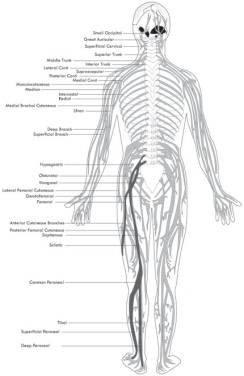 Small Occipital
Great Auricular
Superficial Cervical
Superior Trunk
Middle Trunk
Interior Trunk
Lateral Cord
Suprascapular
Posterior Cord
Medial Cord
Musculocutaneous
Median
Intercostal
Radial
Medial Brachial Cutaneous
Ulnar
Deep Branch
Superficial Branch
Hypogastric
Obturator
Ilioinguinal
Lateral Femoral Cutaneous
Genitofemoral
Femoral
Anterior Cutaneous Branches
Posterior Femoral Cutaneous
Saphenous
Sciatic
Common Peroneal
Tibial
Superficial Peroneal
Deep Peroneal